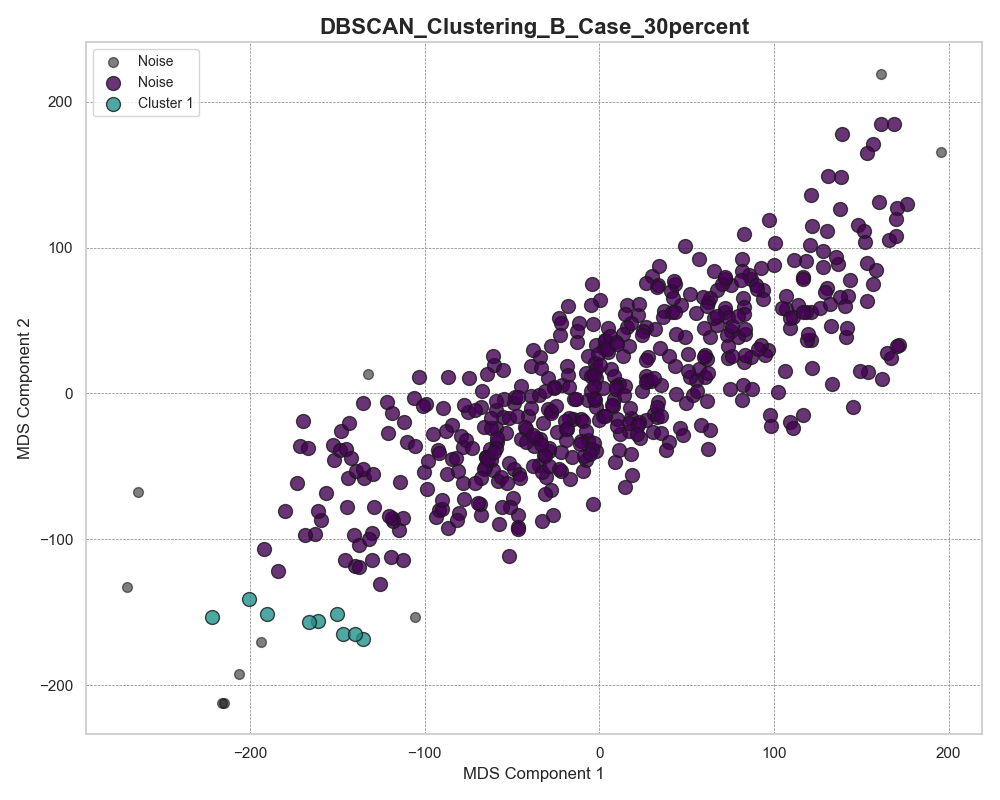 DBSCAN_Clustering_B_Case_30percent
Noise
Noise
Cluster 1
200
100
0
−100
−200
MDS Component 2
−200
−100
0
100
200
MDS Component 1